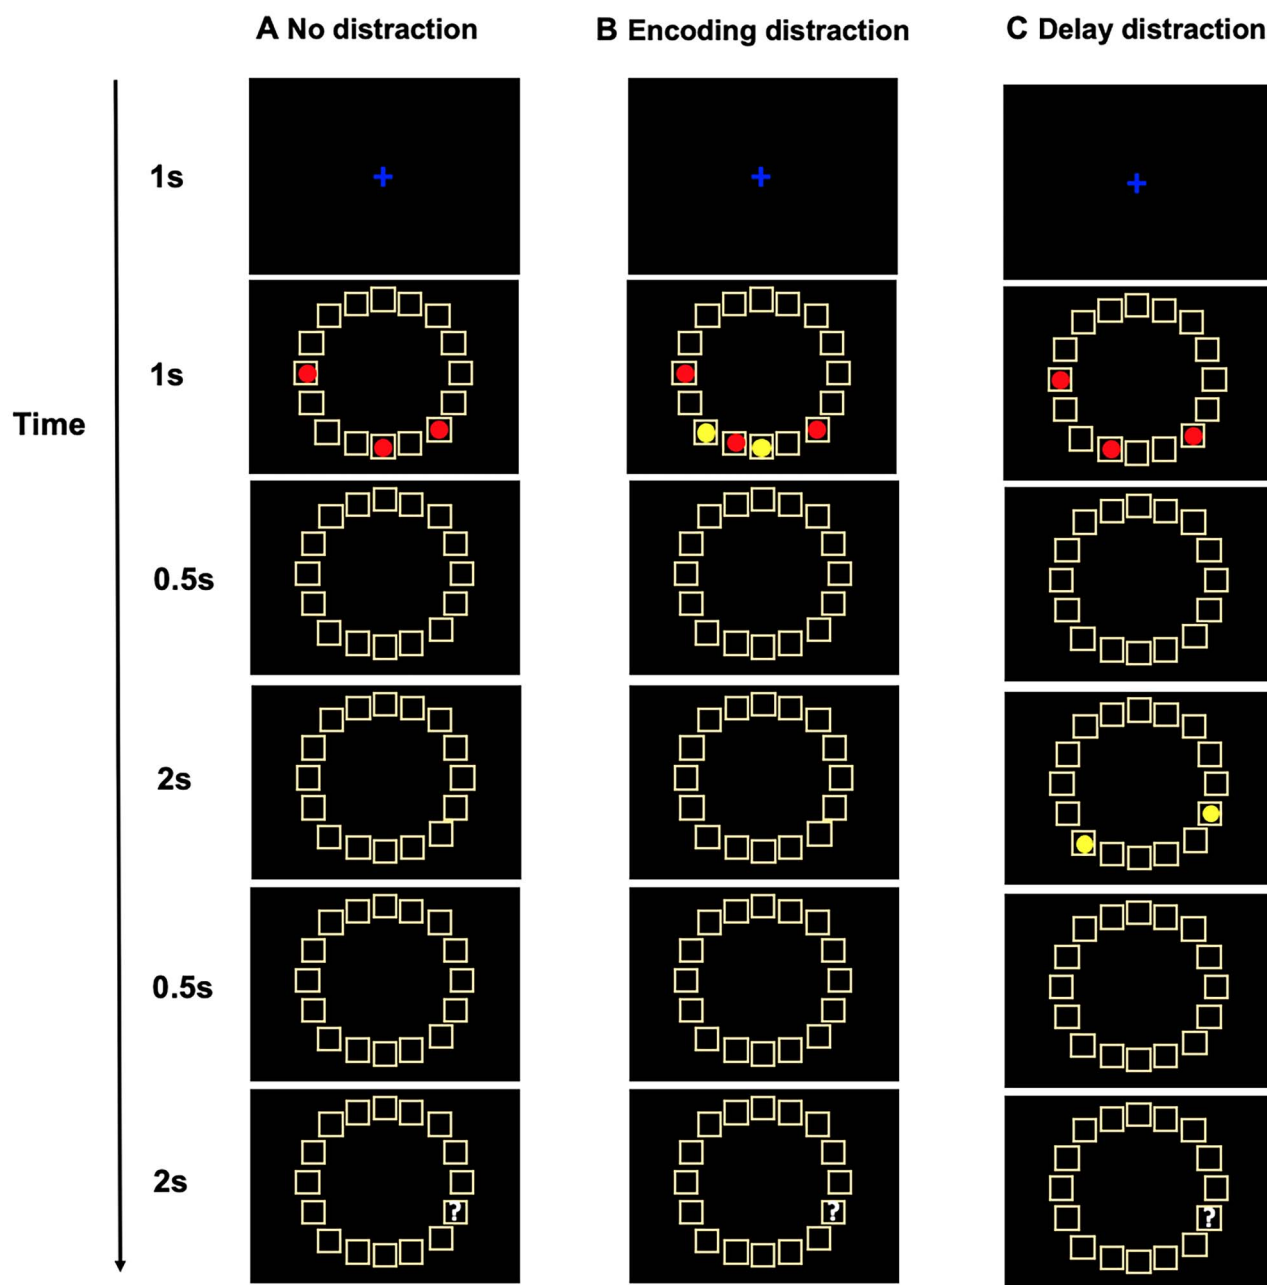 A No distraction
B Encoding distraction
C Delay distraction
1s
1s
Time
0.5s
2s
0.5s
2s
?
?
?